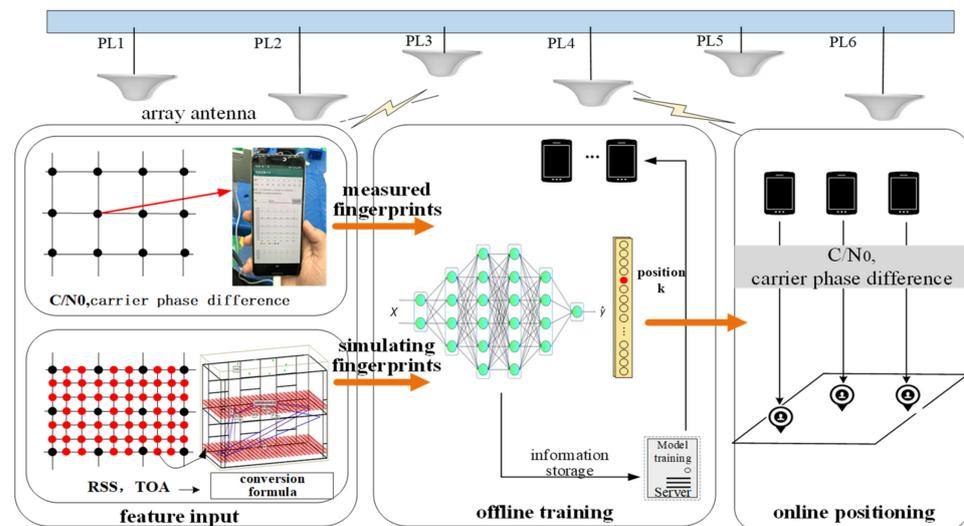 PL1
PL2
PL3
PL4
PL5
PL6
array antenna
C/N0,carrier phase difference
measured
fingerprints
simulating
fingerprints
RSS, TOA
conversion
formula
feature input
X
ŷ
position
k
information
storage
Model
training
Server
offline training
C/N0,
carrier phase difference
online positioning